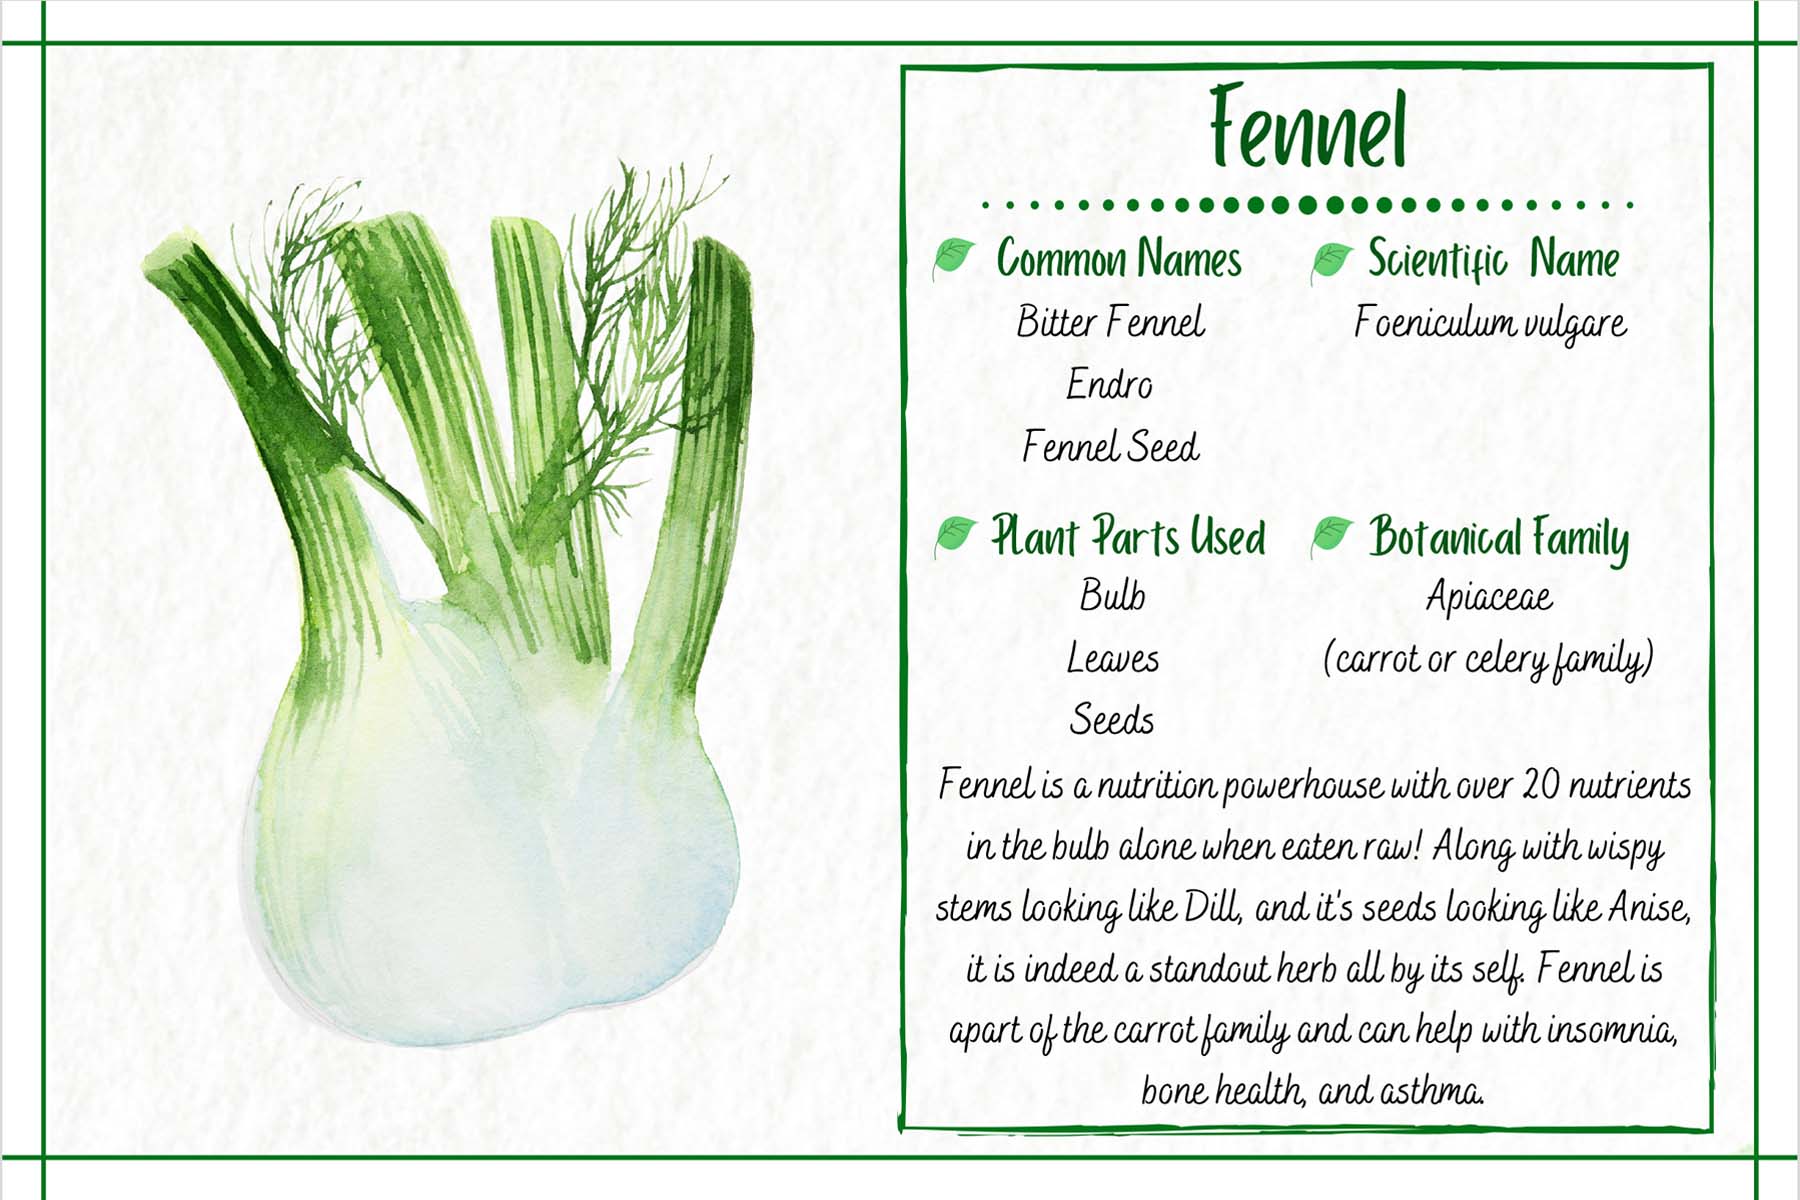 Fennel
Common Names
Bitter Fennel
Endro
Fennel Seed
Scientific Name
Foeniculum vulgare
Plant Parts Used
Bulb
Leaves
Seeds
Botanical Family
Apiaceae
(carrot or celery family)
Fennel is a nutrition powerhouse with over 20 nutrients
in the bulb alone when eaten raw! Along with wispy
stems looking like Dill, and it's seeds looking like Anise,
it is indeed a standout herb all by its self. Fennel is
apart of the carrot family and can help with insomnia,
bone health, and asthma.